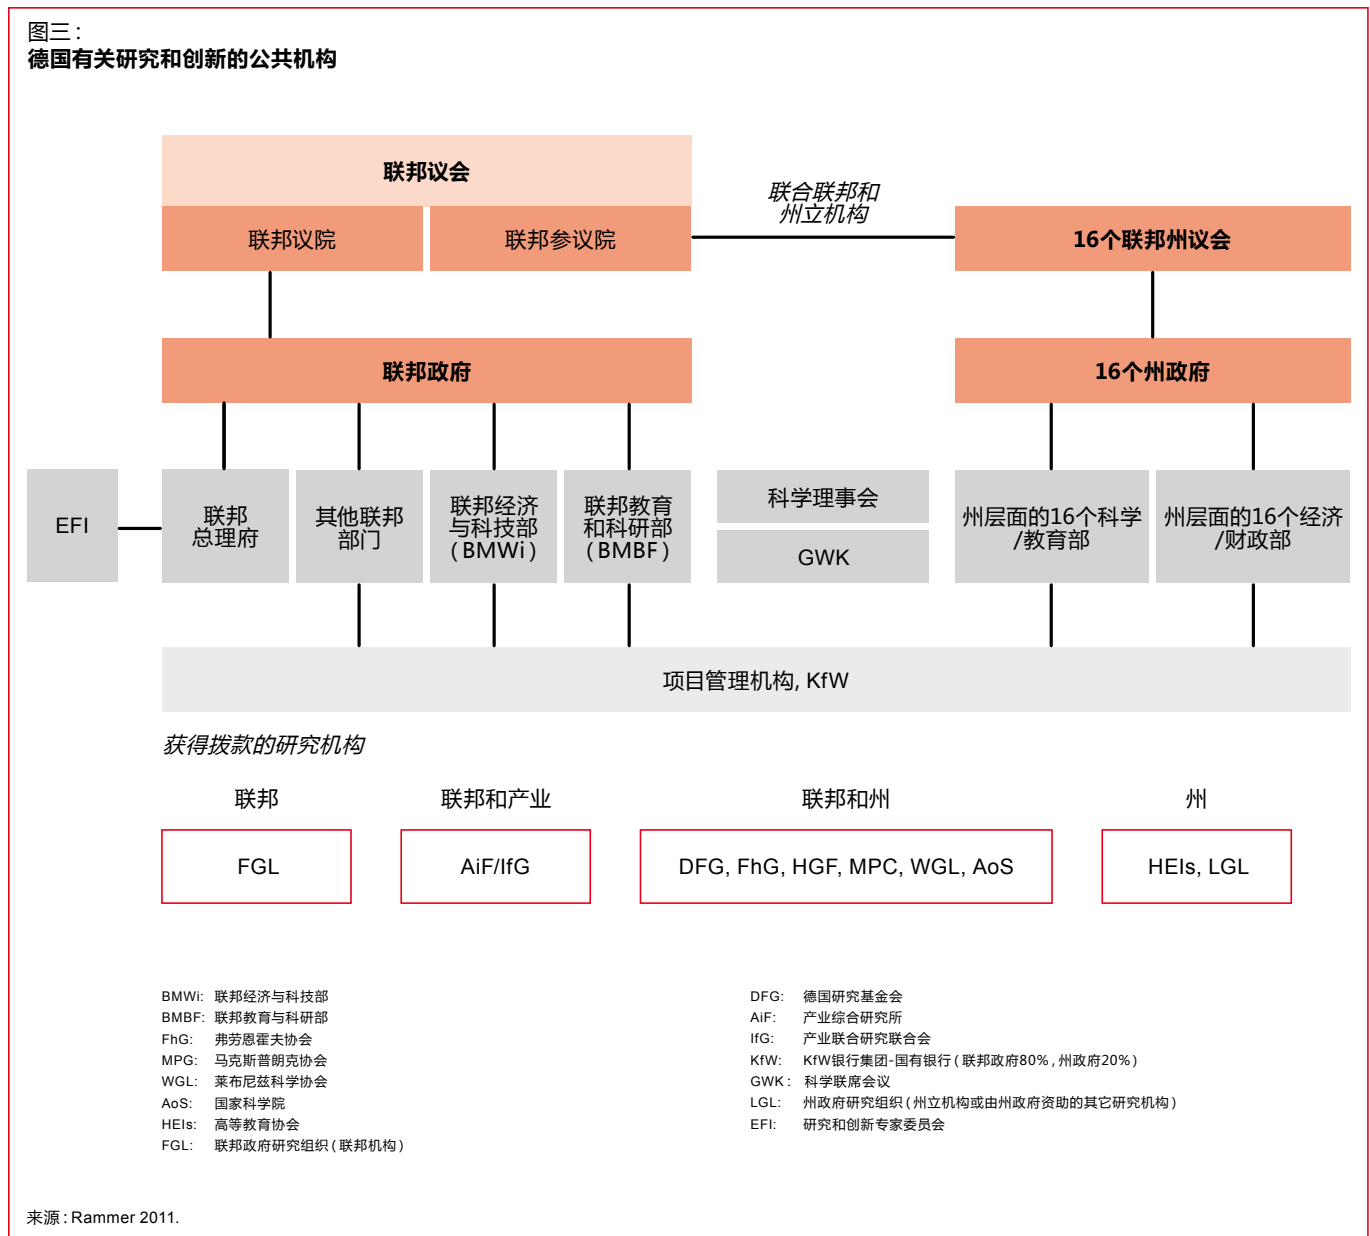 图三：
德国有关研究和创新的公共机构
联邦议会
联合联邦和
州立机构
联邦议院
联邦参议院
16个联邦州议会
联邦政府
16个州政府
EFI
联邦
总理府
其他联邦
部门
联邦经济
与科技部
（BMWi）
联邦教育
和科研部
（BMBF）
科学理事会
GWK
州层面的16个科学
/教育部
州层面的16个经济
/财政部
项目管理机构, KfW
获得拨款的研究机构
联邦
联邦和产业
联邦和州
州
FGL
AiF/IfG
DFG, FhG, HGF, MPC, WGL, AoS
HEIs, LGL
BMWi: 联邦经济与科技部
BMBF: 联邦教育与科研部
FhG: 弗劳恩霍夫协会
MPG: 马克斯普朗克协会
WGL: 莱布尼兹科学协会
AoS: 国家科学院
HEIs: 高等教育协会
FGL: 联邦政府研究组织（联邦机构）
DFG: 德国研究基金会
AiF: 产业综合研究所
IfG: 产业联合研究联合会
KfW: KfW银行集团-国有银行（联邦政府80%，州政府20%）
GWK： 科学联席会议
LGL: 州政府研究组织（州立机构或由州政府资助的其它研究机构）
EFI: 研究和创新专家委员会
来源：Rammer 2011.